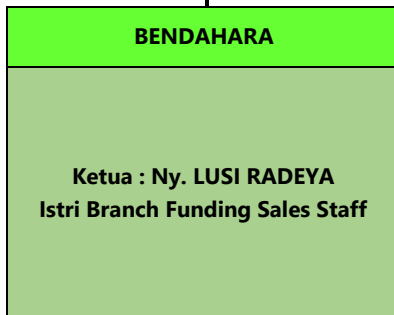 BENDAHARA
Ketua : Ny. LUSI RADEYA
Istri Branch Funding Sales Staff